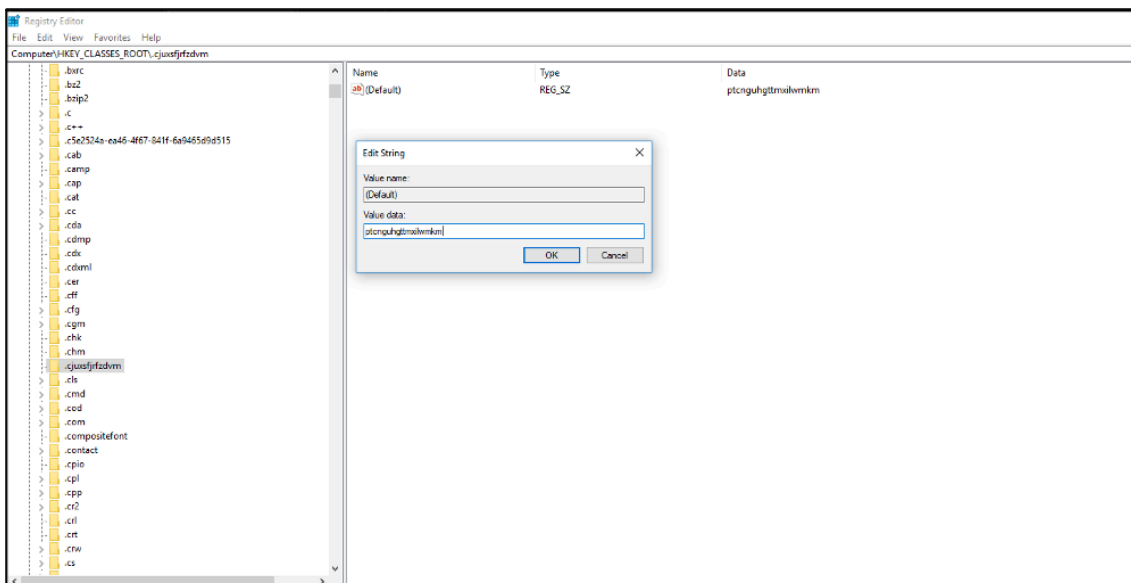 Registry Editor
File Edit View Favorites Help
Computer\HKEY_CLASSES_ROOT\.cjuxsfjrfzdvm
.bxrc
.bz2
.bzip2
.c
.c++
.c5e2524a-ea46-4f67-841f-6a9465d9d515
.cab
.camp
.cap
.cat
.cc
.cda
.cdmp
.cdx
.cdxml
.cer
.cff
.cfg
.cgm
.chk
.chm
.cjuxsfjrfzdvm
.cls
.cmd
.cod
.com
.compositefont
.contact
.cpio
.cpl
.cpp
.cr2
.crl
.crt
.crw
.cs
Name Type Data
ab (Default) REG_SZ ptcnguhgttmxilwmkm
Edit String
Value name:
(Default)
Value data:
ptcnguhgttmxilwmkm
OK Cancel